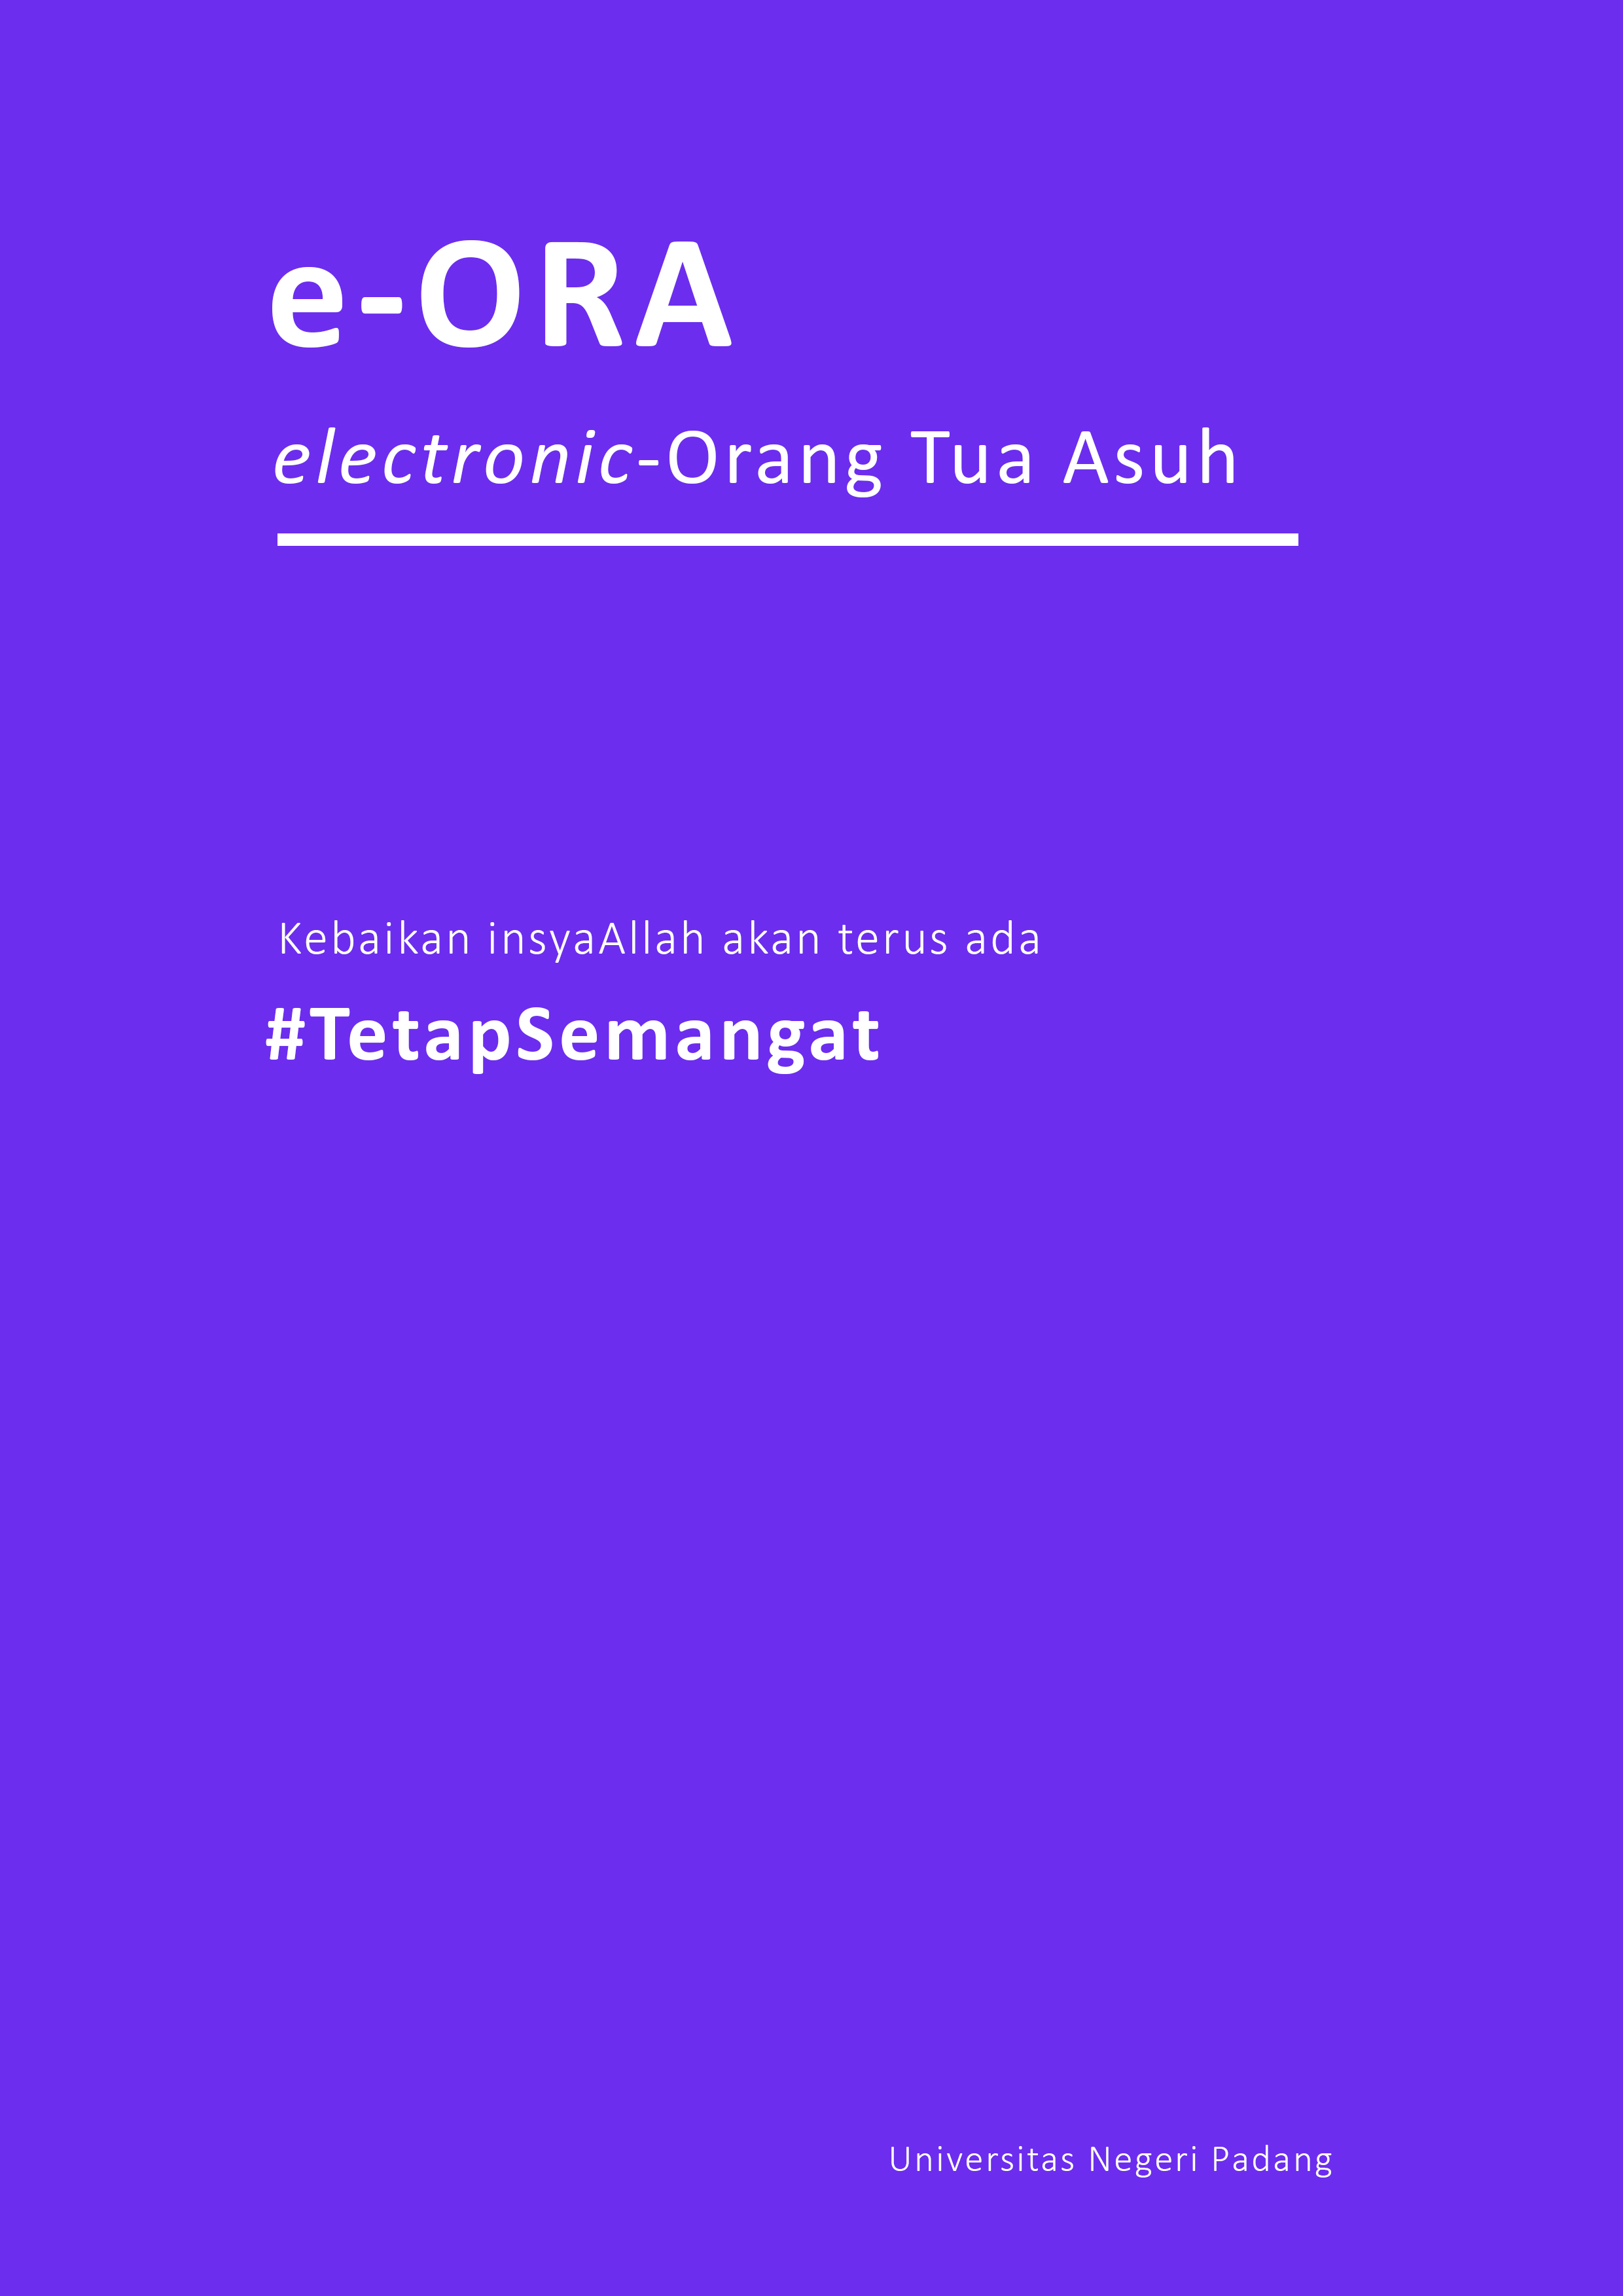 e-ORA
electronic-Orang Tua Asuh
Kebaikan insyaAllah akan terus ada
#TetapSemangat
Universitas Negeri Padang